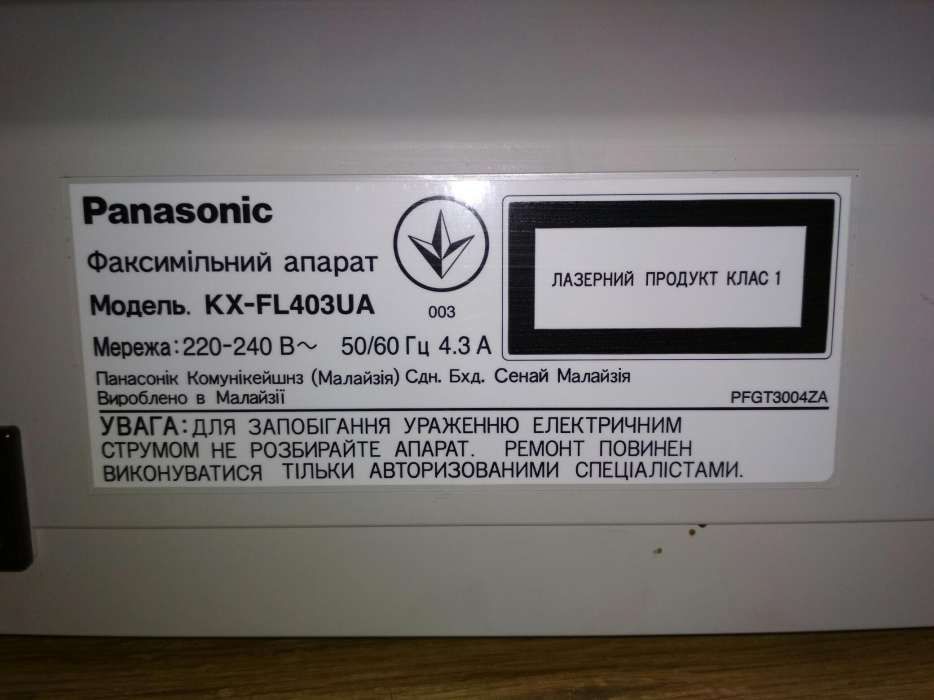 Panasonic
Факсимільний апарат
Модель. KX-FL403UA
003
Мережа: 220-240 В~ 50/60 Гц 4.3 А
ЛАЗЕРНИЙ ПРОДУКТ КЛАС 1
Панасонік Комунікейшнз (Малайзія) Сдн. Бхд. Сенай Малайзія
Вироблено в Малайзії
PFGT3004ZA
УВАГА: ДЛЯ ЗАПОБІГАННЯ УРАЖЕННЮ ЕЛЕКТРИЧНИМ
СТРУМОМ НЕ РОЗБИРАЙТЕ АПАРАТ. РЕМОНТ ПОВИНЕН
ВИКОНУВАТИСЯ ТІЛЬКИ АВТОРИЗОВАНИМИ СПЕЦІАЛІСТАМИ.